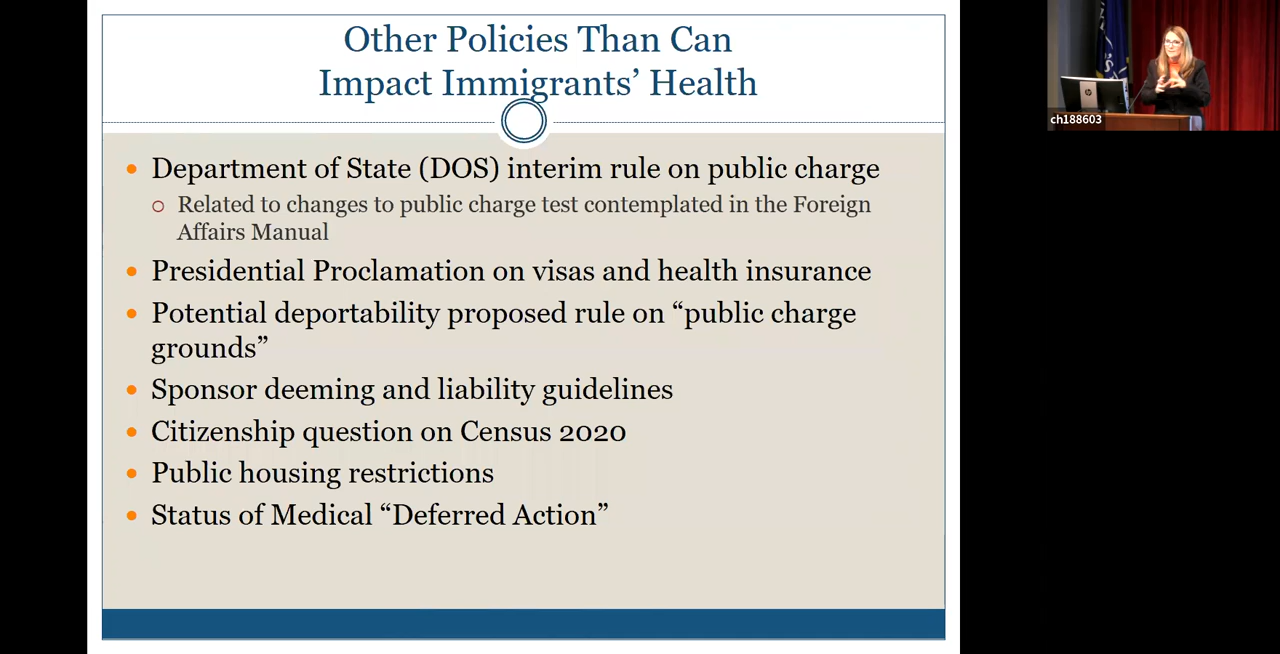 Other Policies Than Can
Impact Immigrants’ Health
• Department of State (DOS) interim rule on public charge
○ Related to changes to public charge test contemplated in the Foreign
Affairs Manual
• Presidential Proclamation on visas and health insurance
• Potential deportability proposed rule on “public charge
grounds”
• Sponsor deeming and liability guidelines
• Citizenship question on Census 2020
• Public housing restrictions
• Status of Medical “Deferred Action”
ch188603